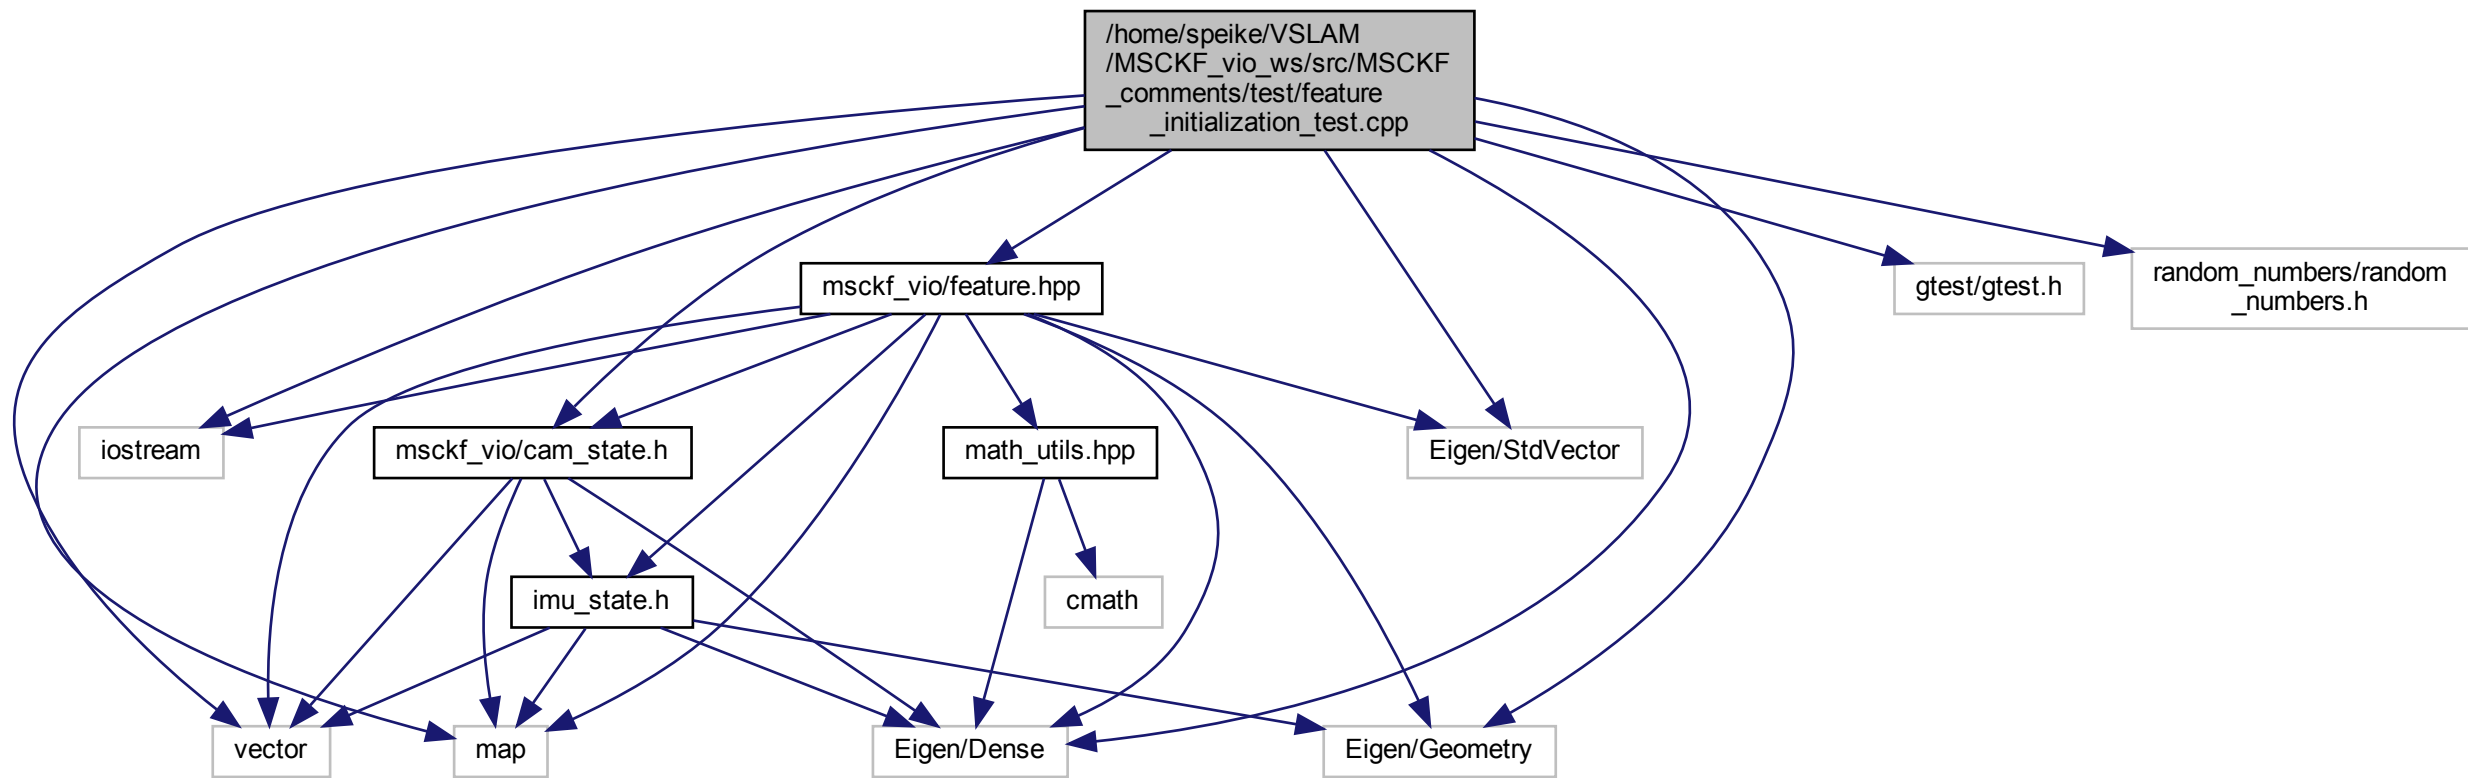 /home/speike/VSLAM
/MSCKF_vio_ws/src/MSCKF
_comments/test/feature
_initialization_test.cpp
msckf_vio/feature.hpp
gtest/gtest.h
random_numbers/random
_numbers.h
iostream
msckf_vio/cam_state.h
math_utils.hpp
Eigen/StdVector
imu_state.h
cmath
vector
map
Eigen/Dense
Eigen/Geometry